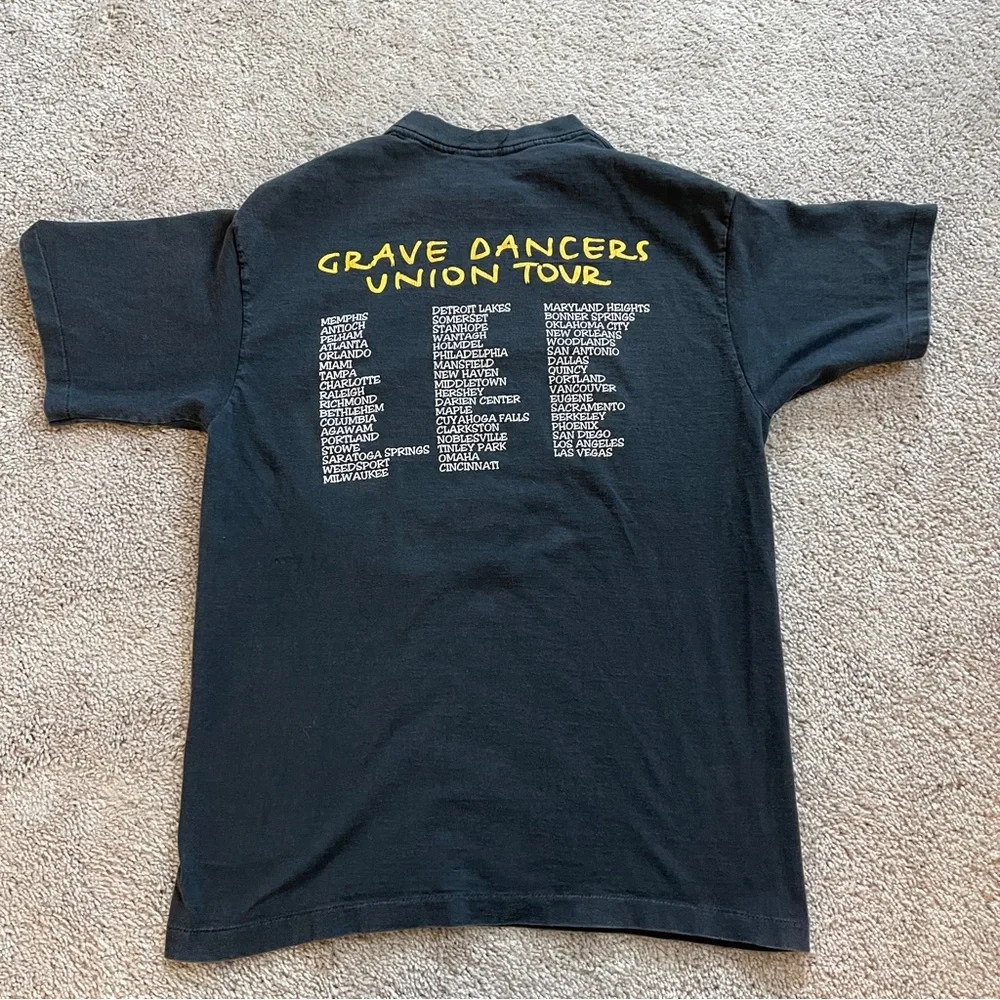 GRAVE DANCERS
UNION TOUR
MEMPHIS
ANTIOCH
PELHAM
ATLANTA
ORLANDO
MIAMI
TAMPA
CHARLOTTE
RALEIGH
RICHMOND
BETHLEHEM
COLUMBIA
AGAWAM
PORTLAND
STOWE
SARATOGA SPRINGS
WEEDSPORT
MILWAUKEE
DETROIT LAKES
SOMERSET
STANHOPE
WANTAGH
HOLMDEL
PHILADELPHIA
MANSFIELD
NEW HAVEN
MIDDLETOWN
HERSHEY
DARIEN CENTER
MAPLE
CUYAHOGA FALLS
CLARKSTON
NOBLESVILLE
TINLEY PARK
OMAHA
CINCINNATI
MARYLAND HEIGHTS
BONNER SPRINGS
OKLAHOMA CITY
NEW ORLEANS
WOODLANDS
SAN ANTONIO
DALLAS
QUINCY
PORTLAND
VANCOUVER
EUGENE
SACRAMENTO
BERKELEY
PHOENIX
SAN DIEGO
LOS ANGELES
LAS VEGAS